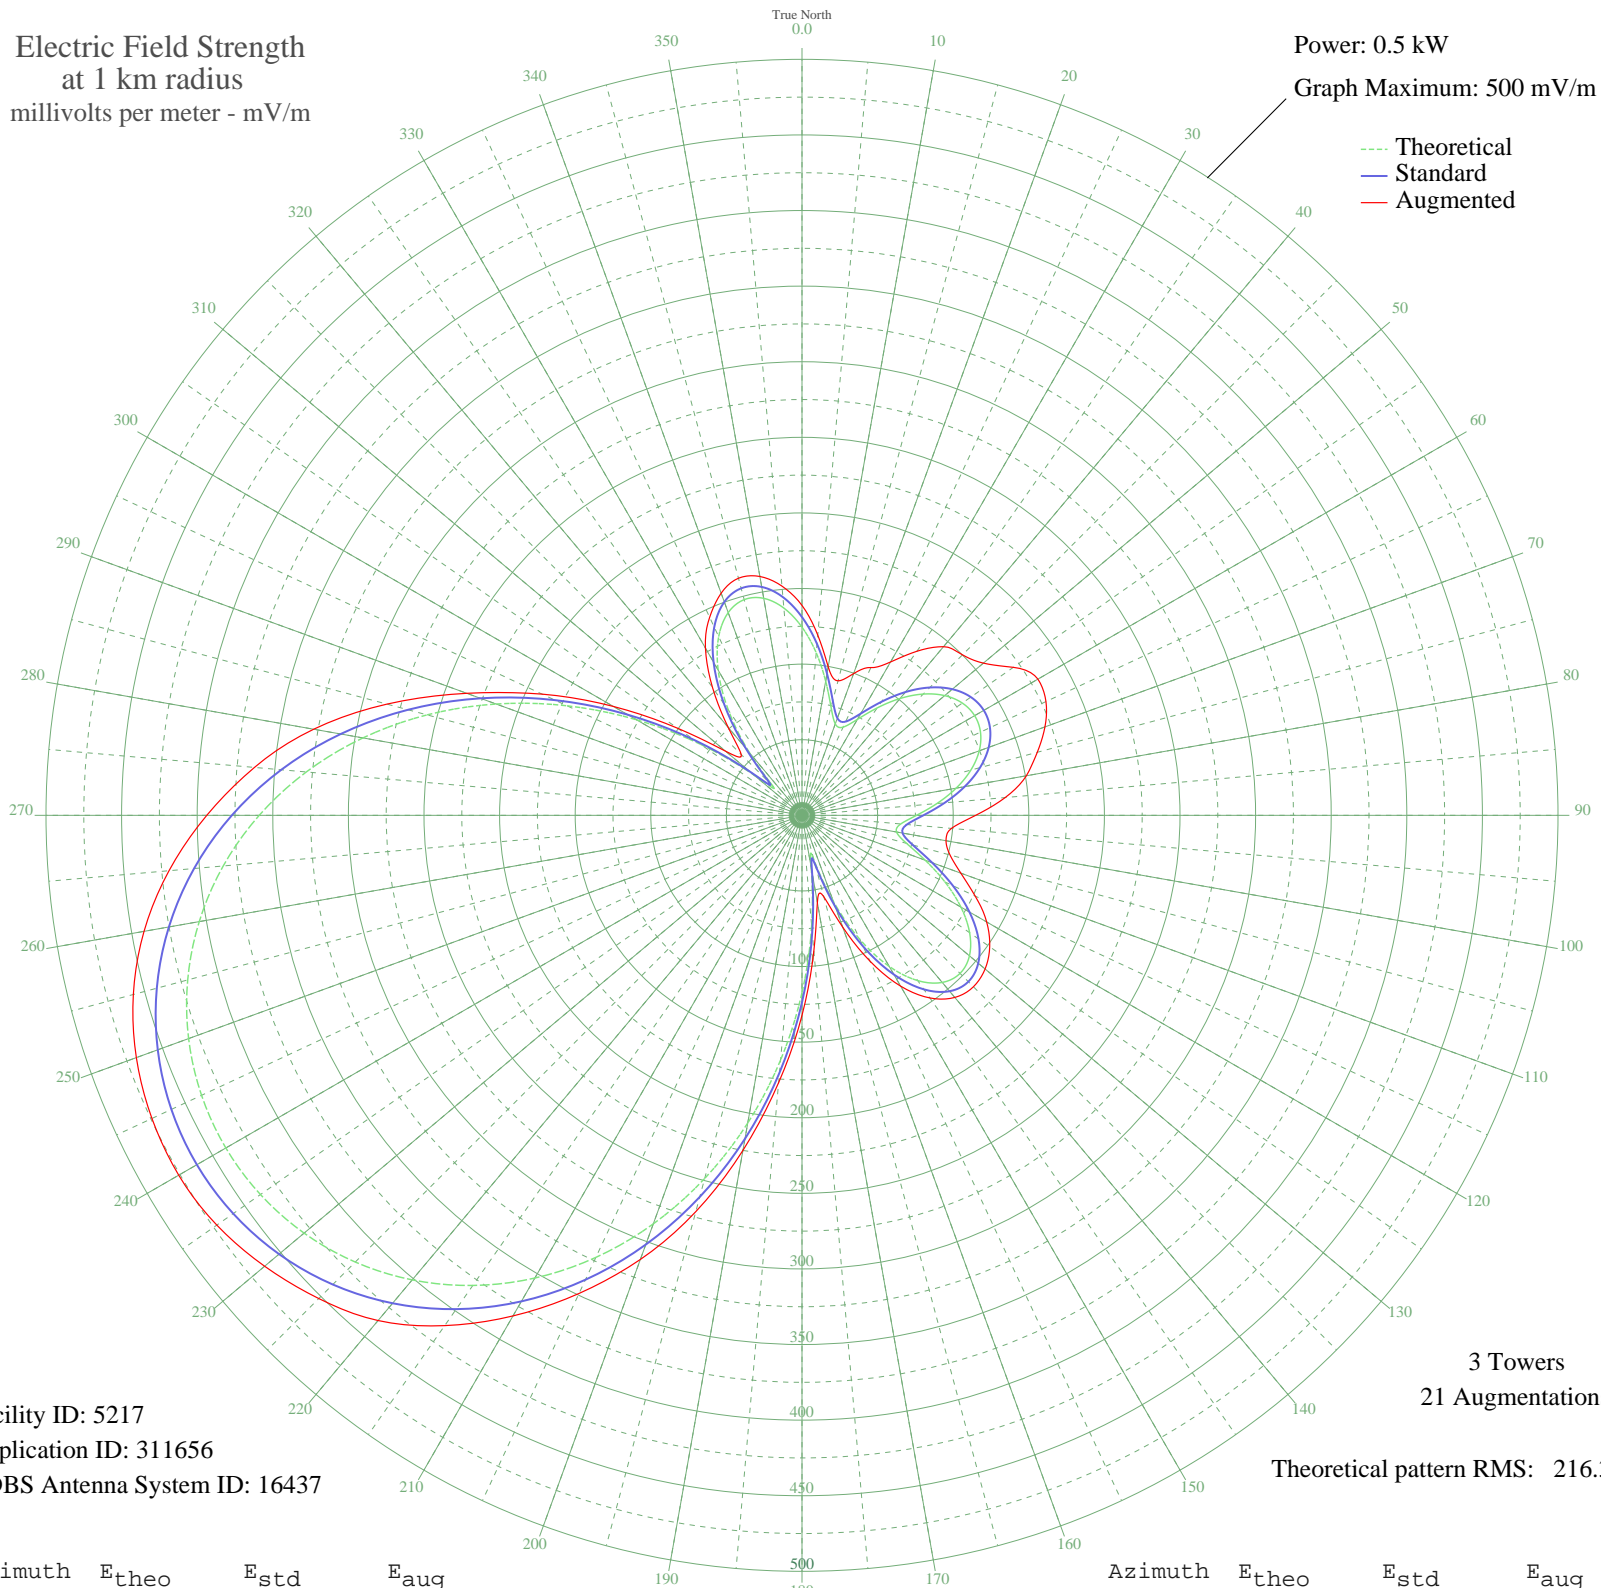 True North
Electric Field Strength
at 1 km radius
millivolts per meter - mV/m
Power: 0.5 kW
Graph Maximum: 500 mV/m
Theoretical
Standard
Augmented
0.0
10
20
30
40
50
60
70
80
90
100
110
120
130
140
150
160
170
190
200
210
220
230
240
250
260
270
280
290
300
310
320
330
340
350
100
50
200
250
300
350
400
450
500
3 Towers
21 Augmentation
Theoretical pattern RMS: 216.
cility ID: 5217
plication ID: 311656
DBS Antenna System ID: 16437
imuth Etheo Estd Eaug
Azimuth Etheo Estd Eaug